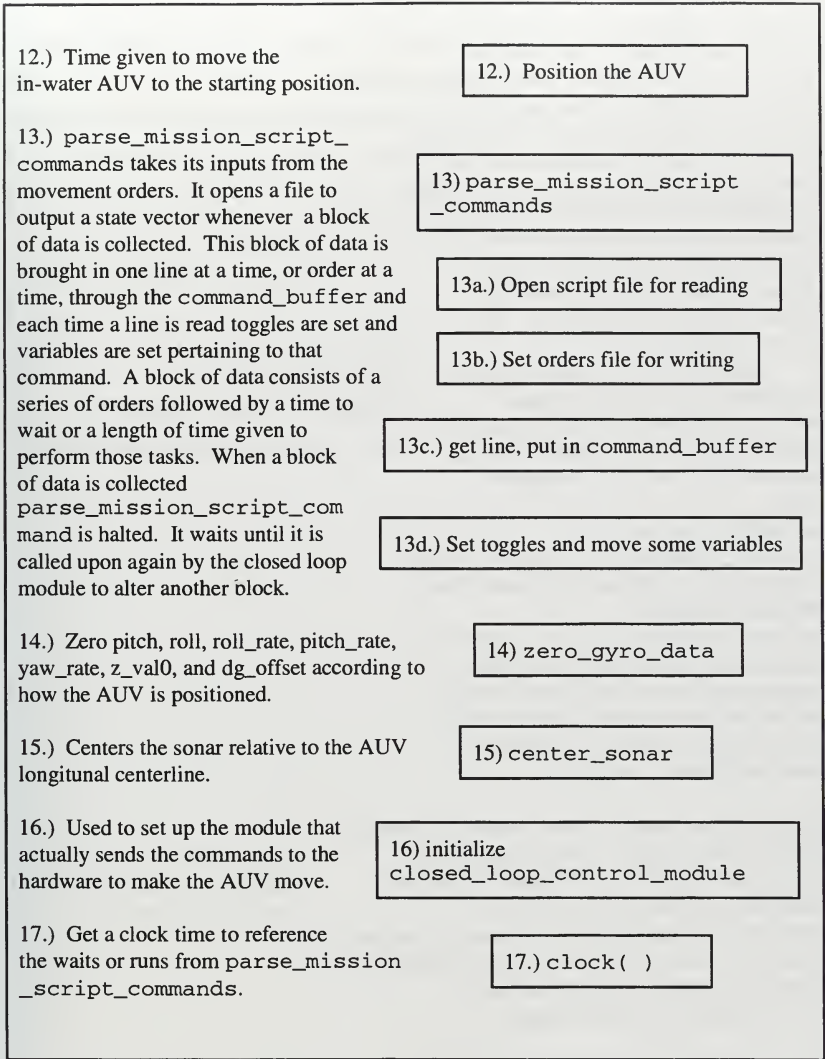 12.) Time given to move the
in-water AUV to the starting position.
12.) Position the AUV
13.) parse_mission_script_
commands takes its inputs from the
movement orders. It opens a file to
output a state vector whenever a block
of data is collected. This block of data is
brought in one line at a time, or order at a
time, through the command_buffer and
each time a line is read toggles are set and
variables are set pertaining to that
command. A block of data consists of a
series of orders followed by a time to
wait or a length of time given to
perform those tasks. When a block
of data is collected
parse_mission_script_com
mand is halted. It waits until it is
called upon again by the closed loop
module to alter another block.
13) parse_mission_script
_commands
13a.) Open script file for reading
13b.) Set orders file for writing
13c.) get line, put in command_buffer
13d.) Set toggles and move some variables
14.) Zero pitch, roll, roll_rate, pitch_rate,
yaw_rate, z_val0, and dg_offset according to
how the AUV is positioned.
14) zero_gyro_data
15.) Centers the sonar relative to the AUV
longitunal centerline.
15) center_sonar
16.) Used to set up the module that
actually sends the commands to the
hardware to make the AUV move.
16) initialize
closed_loop_control_module
17.) Get a clock time to reference
the waits or runs from parse_mission
_script_commands.
17.) clock( )